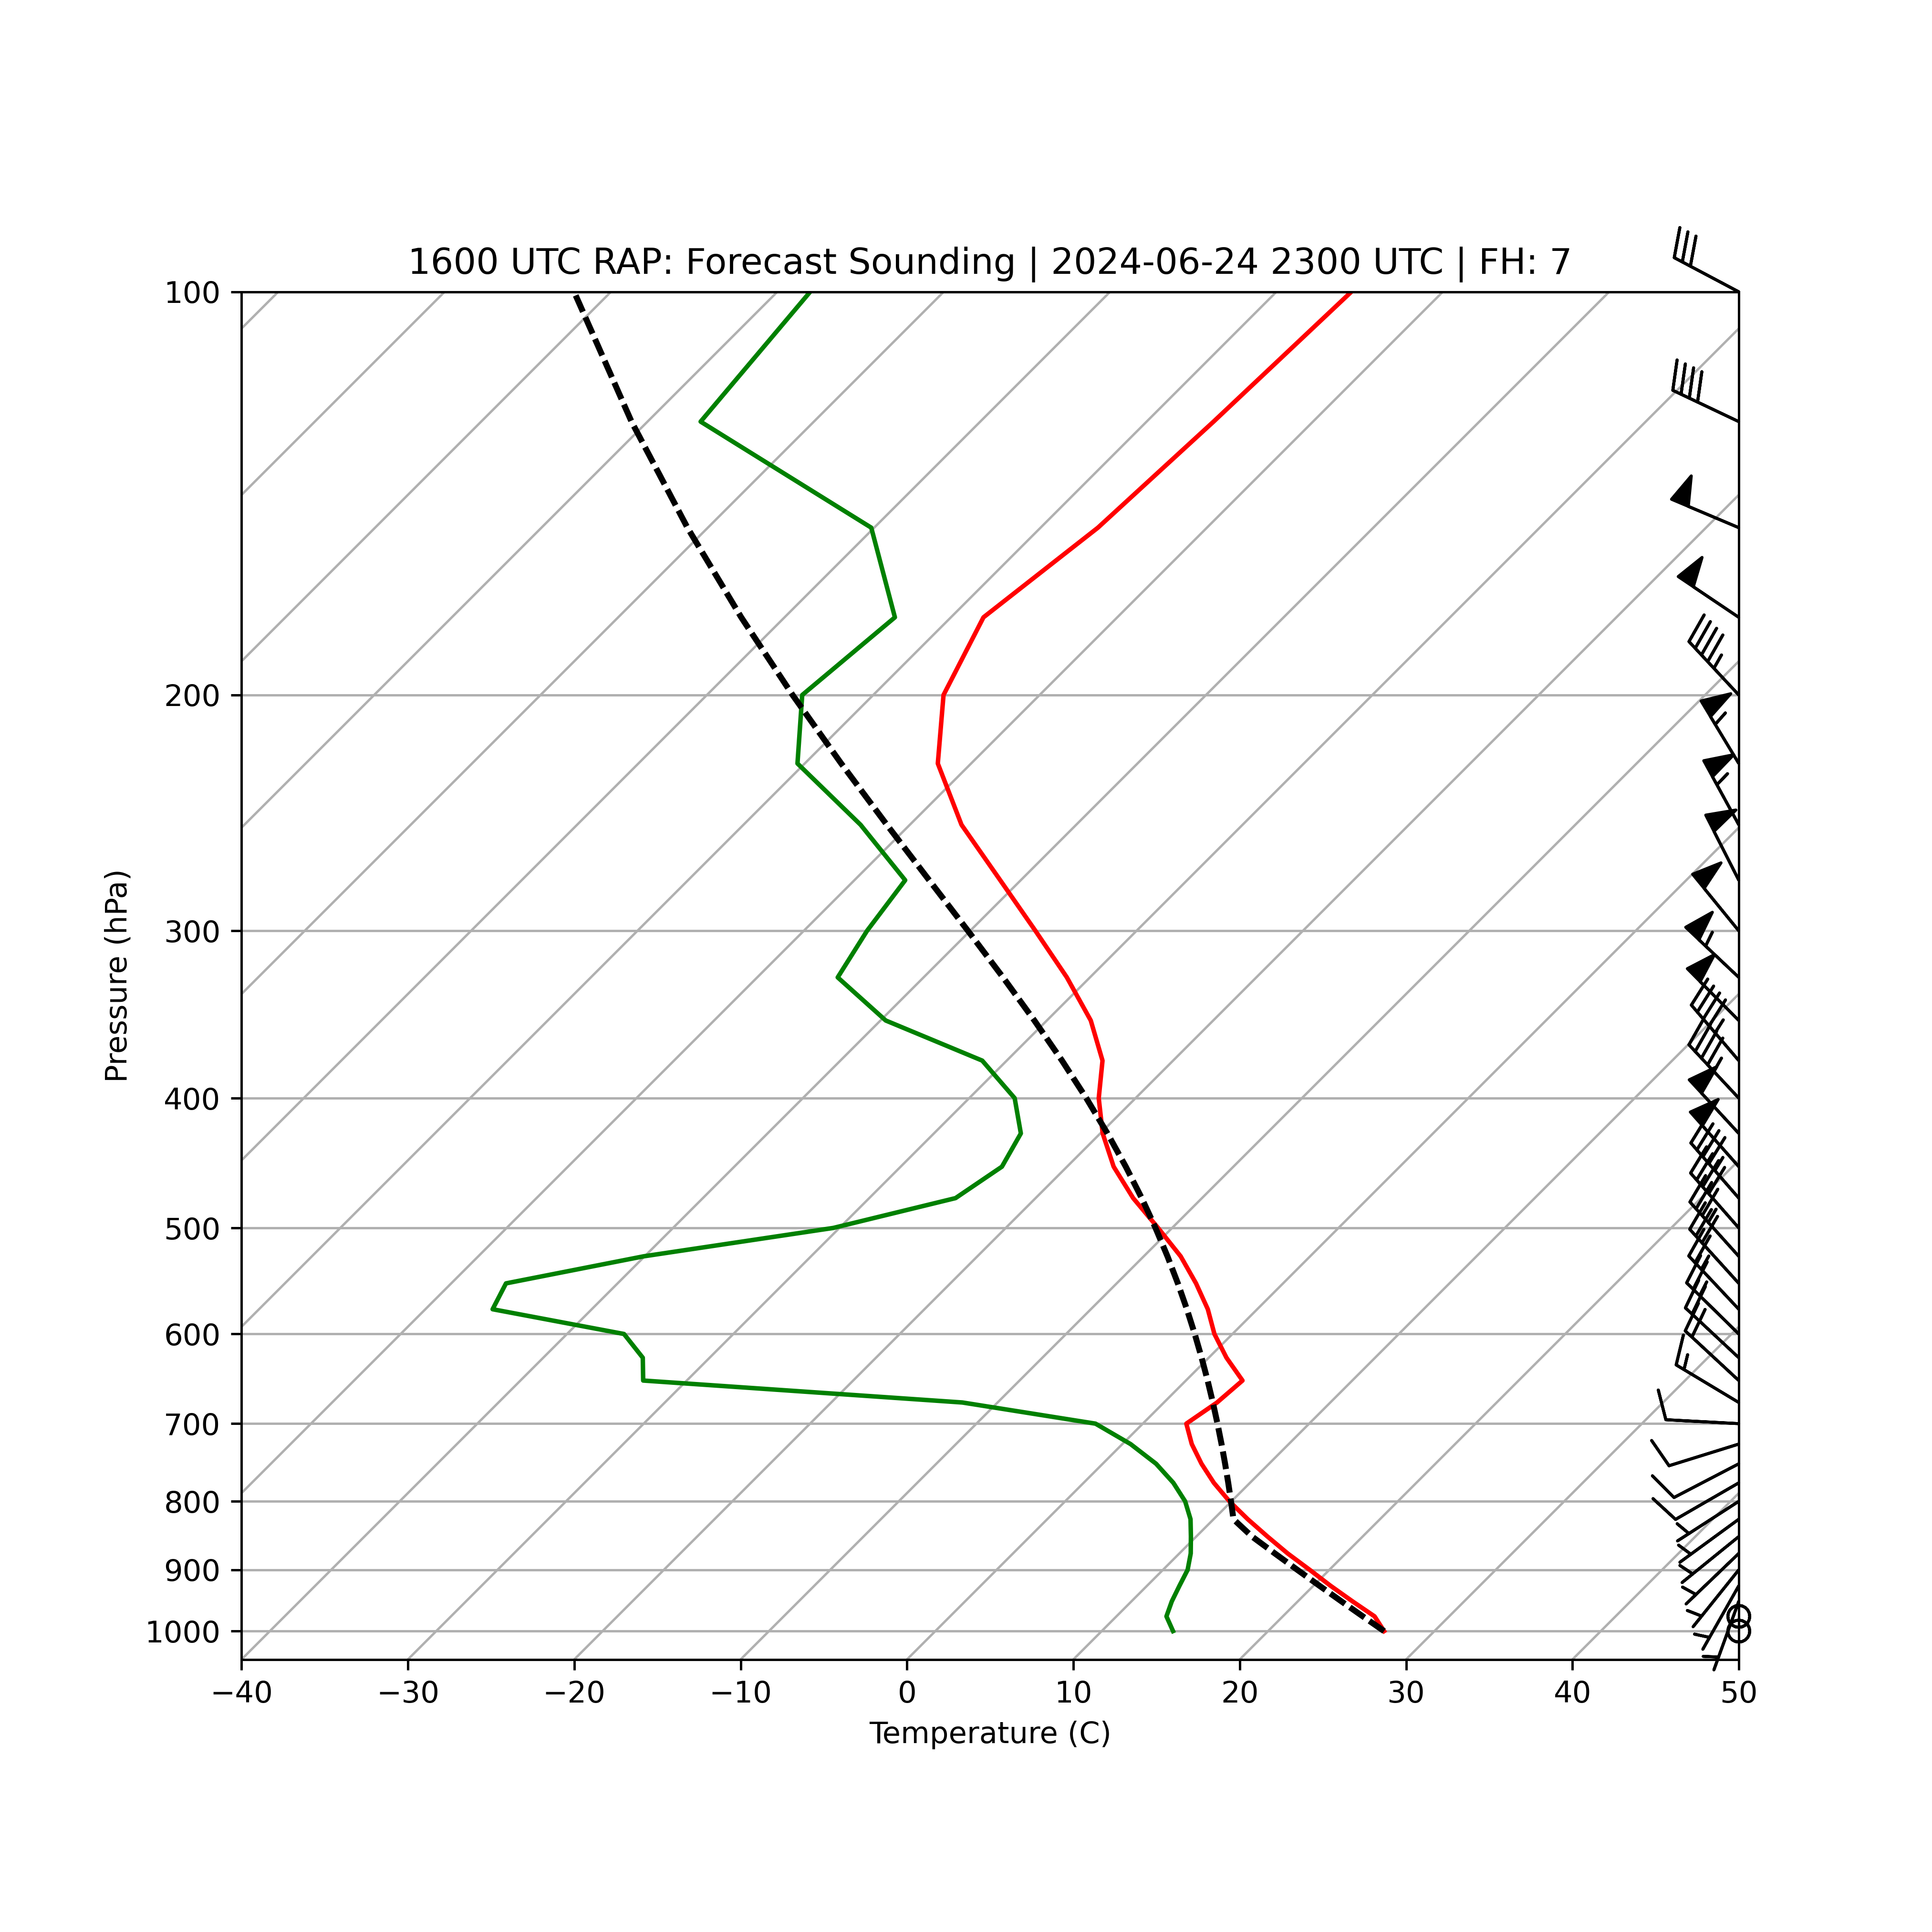 1600 UTC RAP: Forecast Sounding | 2024-06-24 2300 UTC | FH: 7
100
200
300
400
500
600
700
800
900
1000
Pressure (hPa)
−40 −30 −20 −10 0 10 20 30 40 50
Temperature (C)